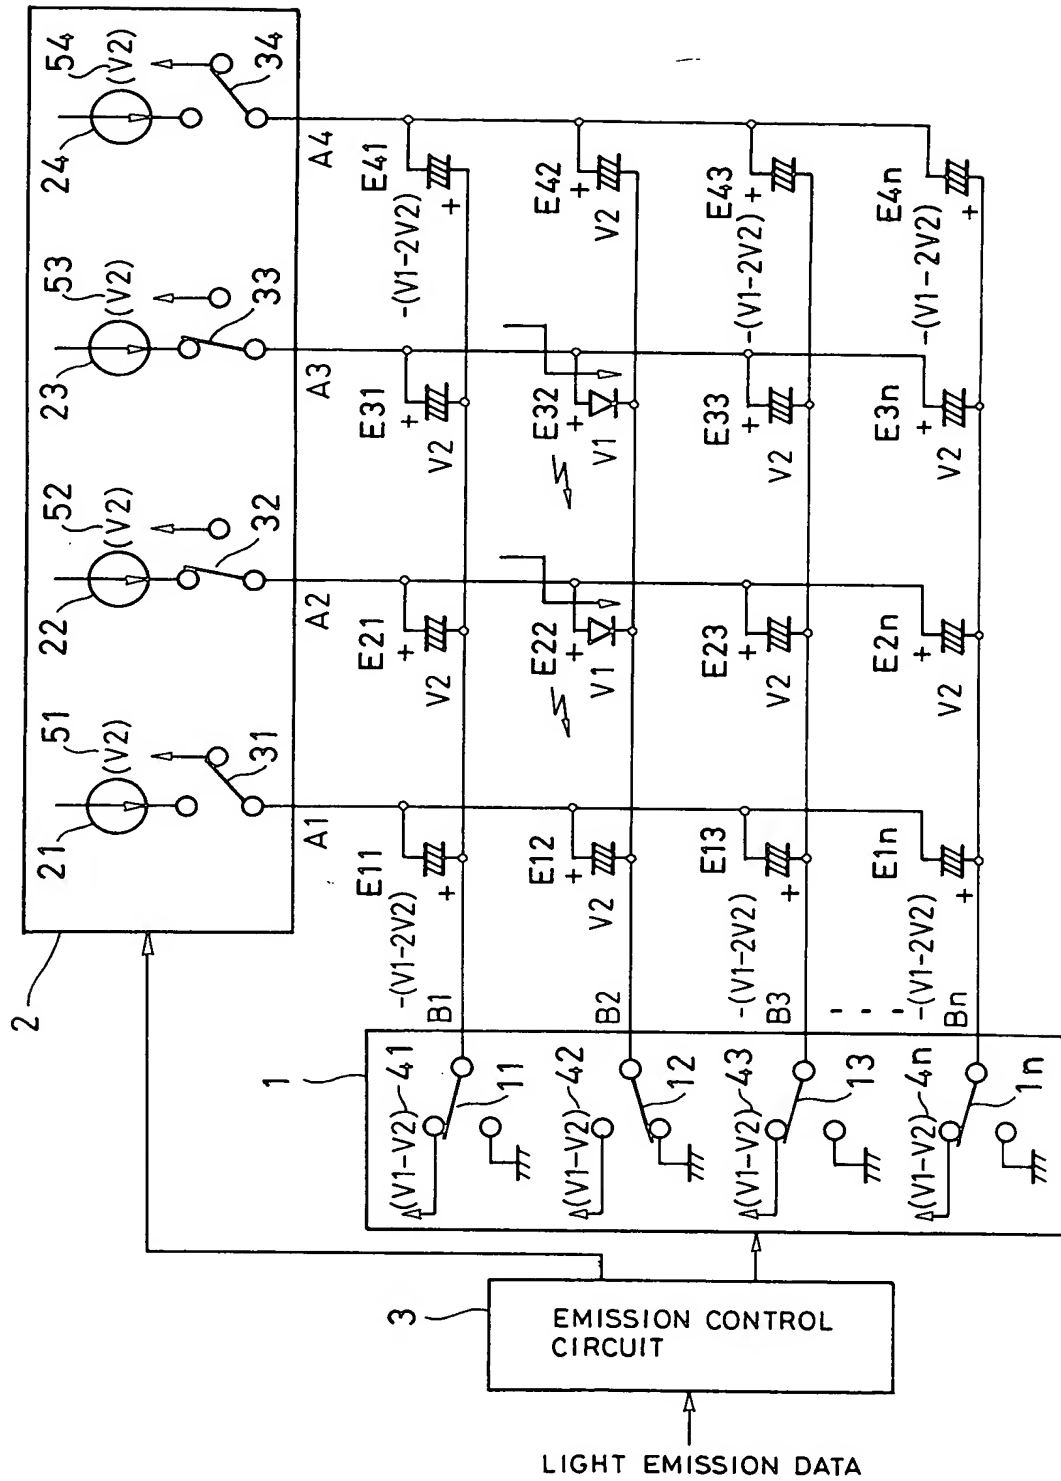 2
21
51
(V2)
31
22
52
(V2)
32
23
53
(V2)
33
24
54
(V2)
34
A1
A2
A3
A4
E11
+
-(V1-2V2)
E21
+
V2
E31
+
V2
E41
+
-(V1-2V2)
E12
+
V2
E22
+
V1
E32
+
V1
E42
+
V2
E13
+
-(V1-2V2)
E23
+
V2
E33
+
V2
E43
+
-(V1-2V2)
E1n
+
-(V1-2V2)
E2n
+
V2
E3n
+
V2
E4n
+
-(V1-2V2)
B1
B2
B3
Bn
1
(V1-V2)
41
11
(V1-V2)
42
12
(V1-V2)
43
13
(V1-V2)
4n
1n
3
EMISSION CONTROL
CIRCUIT
LIGHT EMISSION DATA